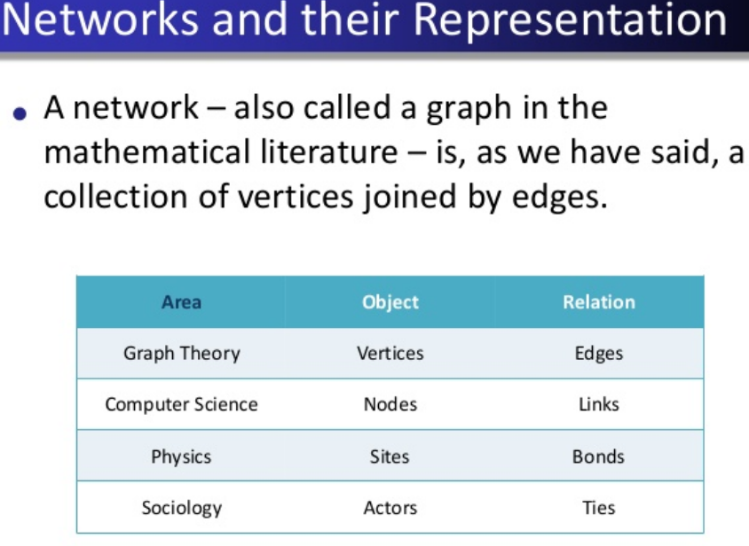 Networks and their Representation
• A network – also called a graph in the
mathematical literature – is, as we have said, a
collection of vertices joined by edges.
Area Object Relation
Graph Theory Vertices Edges
Computer Science Nodes Links
Physics Sites Bonds
Sociology Actors Ties